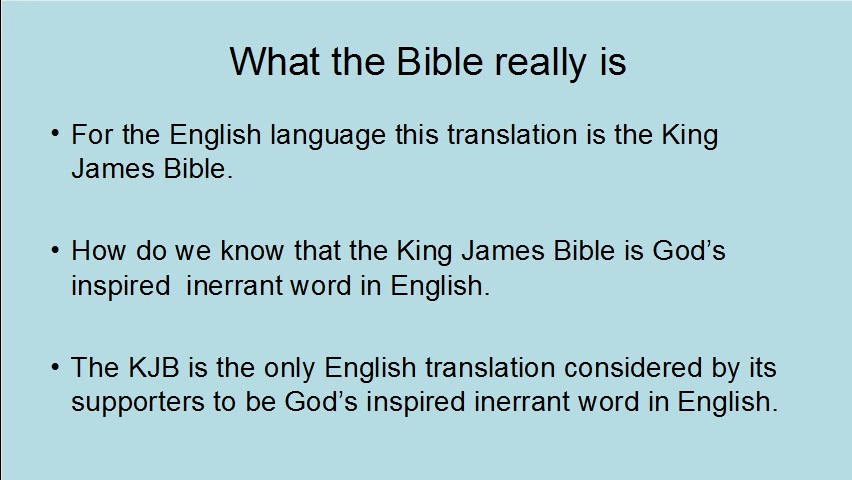 What the Bible really is
• For the English language this translation is the King
James Bible.
• How do we know that the King James Bible is God’s
inspired  inerrant word in English.
• The KJB is the only English translation considered by its
supporters to be God’s inspired inerrant word in English.